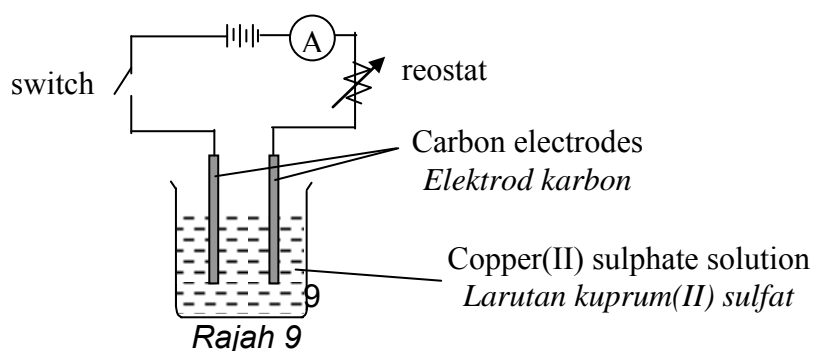 A
switch
reostat
Carbon electrodes
Elektrod karbon
Copper(II) sulphate solution
Larutan kuprum(II) sulfat
9
Rajah 9